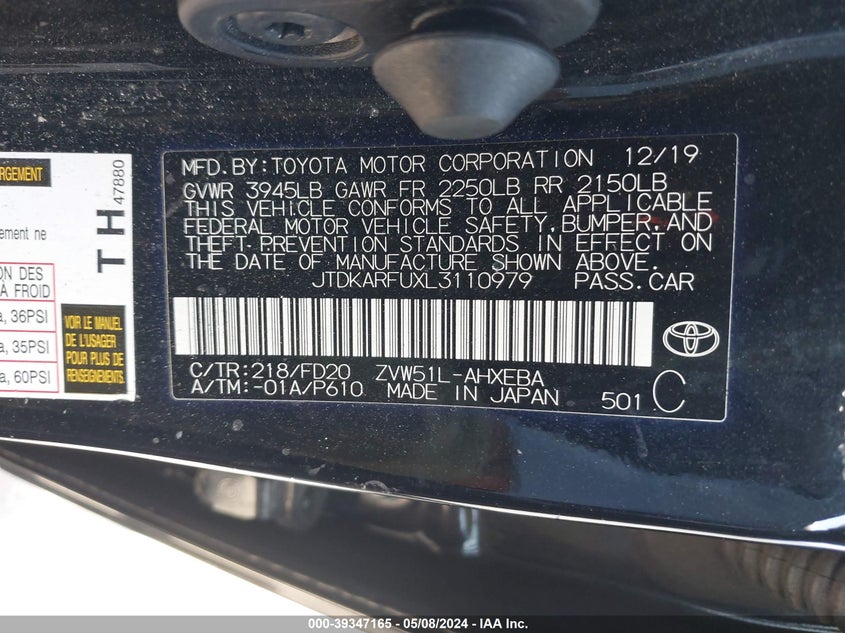 MFD. BY: TOYOTA MOTOR CORPORATION 12/19
GVWR 3945LB GAWR FR 2250LB RR 2150LB
THIS VEHICLE CONFORMS TO ALL APPLICABLE
FEDERAL MOTOR VEHICLE SAFETY, BUMPER, AND
THEFT-PREVENTION STANDARDS IN EFFECT ON
THE DATE OF MANUFACTURE SHOWN ABOVE.
JTDKARFUXL3110979 PASS.CAR
C/TR:218/FD20 ZVW51L-AHXEBA
A/TM:-01A/P610 MADE IN JAPAN 501 C
TH
47880
ement ne
ON DES
A FROID
a, 36PSI
a, 35PSI
a, 60PSI
VOIR LE MANUEL
DE L'USAGER
POUR PLUS DE
RENSEIGNEMENTS
000-39347165 - 05/08/2024 - IAA Inc.